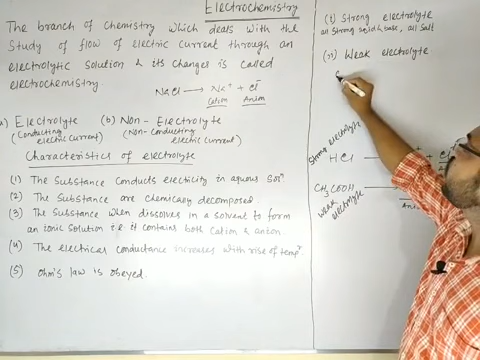 Electrochemistry
The branch of Chemistry which deals with the
Study of flow of electric current through an
electrolytic solution & its changes is called
electrochemistry
NaCl → Na⁺ + Cl⁻
Cation Anion
a) Electrolyte (b) Non-Electrolyte
(Conducting electric current) (Non-Conducting electric current)
Characteristics of electrolyte
(1) The Substance Conducts electricity in aquous Solⁿ
(2) The Substance are chemically decomposed.
(3) The Substance when dissolves in a solvent to form
an ionic solution i.e. it contains both Cation & anion.
(4) The electrical conductance increases with rise of temp
(5) Ohm's law is obeyed.
(i) Strong electrolyte
all Strong acid & base, all Salt
(ii) Weak electrolyte
Strong electrolyte
HCl
CH₃COOH
Weak electrolyte